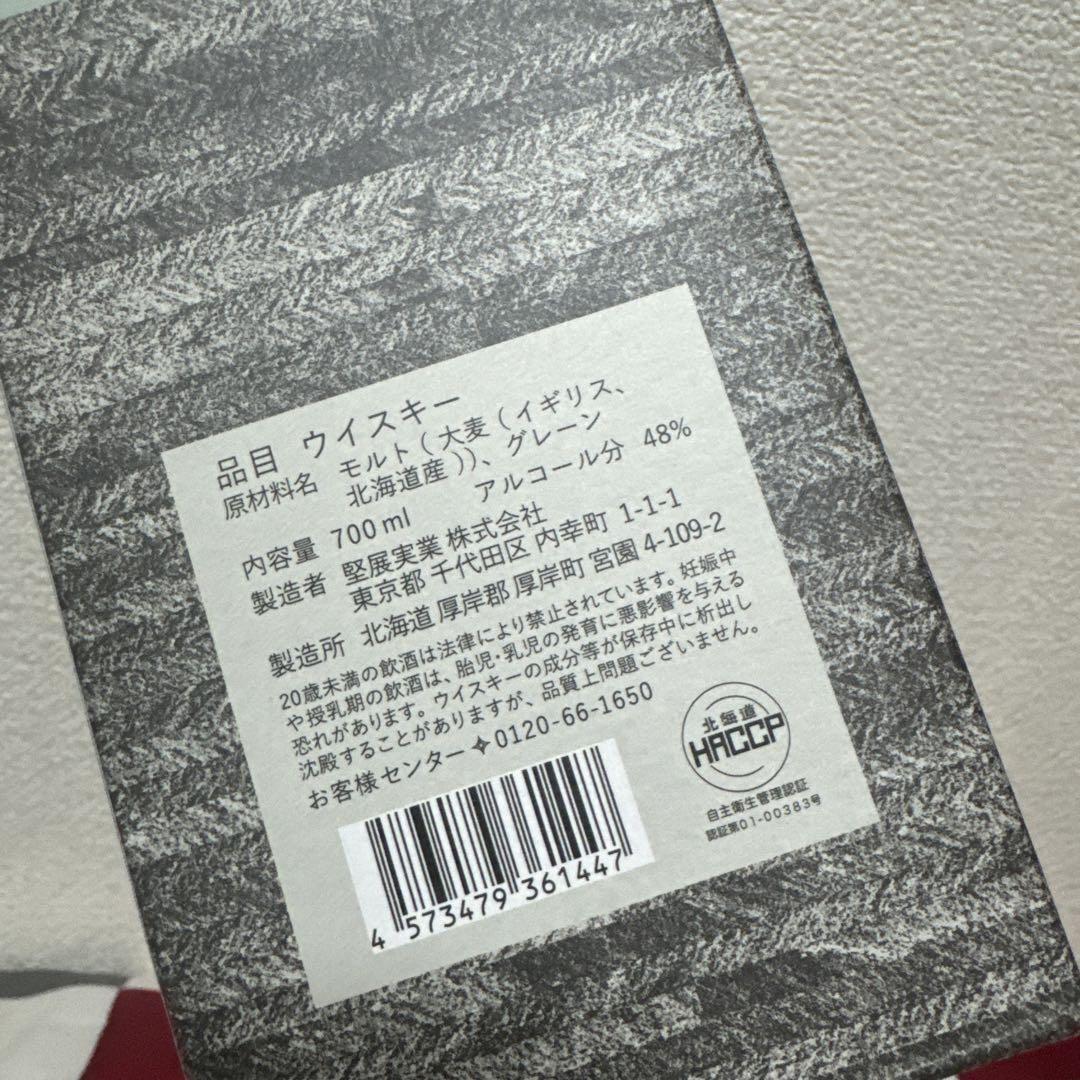 品目 ウイスキー
原材料名 モルト（大麦（イギリス、
北海道産））、グレーン
アルコール分 48%
内容量 700 ml
製造者 堅展実業 株式会社
東京都 千代田区 内幸町 1-1-1
製造所 北海道 厚岸郡 厚岸町 宮園 4-109-2
20歳未満の飲酒は法律により禁止されています。妊娠中
や授乳期の飲酒は、胎児・乳児の発育に悪影響を与える
恐れがあります。ウイスキーの成分等が保存中に析出し
沈殿することがありますが、品質上問題ございません。
お客様センター✦0120-66-1650
北海道
HACCP
自主衛生管理認証
認証第01-00383号
4 573479 361447